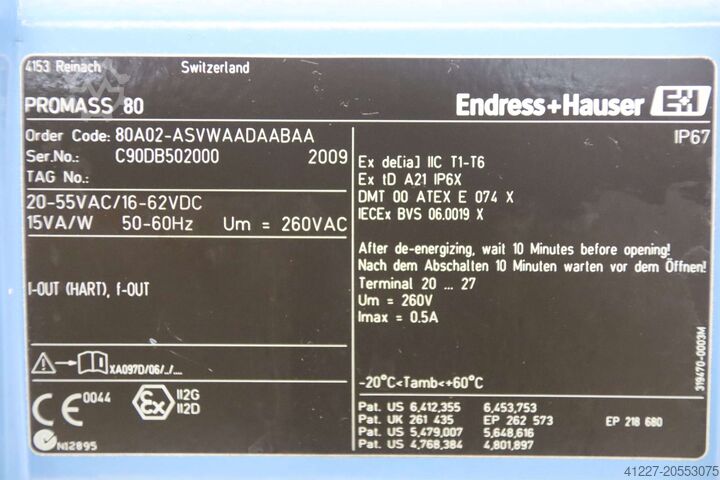 4153 Reinach Switzerland
PROMASS 80
Endress+Hauser E+H
Order Code: 80A02-ASVWAADAABAA
IP67
Ser.No.: C90DB502000 2009
TAG No.:
20-55VAC/16-62VDC
15VA/W 50-60Hz Um = 260VAC
I-OUT (HART), f-OUT
XA097D/06/../....
CE 0044
Ex II2G
II2D
N12895
Ex de[ia] IIC T1-T6
Ex tD A21 IP6X
DMT 00 ATEX E 074 X
IECEx BVS 06.0019 X
After de-energizing, wait 10 Minutes before opening!
Nach dem Abschalten 10 Minuten warten vor dem Öffnen!
Terminal 20 ... 27
Um = 260V
Imax = 0.5A
-20°C<Tamb<+60°C
Pat. US 6,412,355 6,453,753
Pat. UK 261 435 EP 262 573 EP 218 680
Pat. US 5,479,007 5,648,616
Pat. US 4,768,384 4,801,897
319470-0003M
41227-20553075